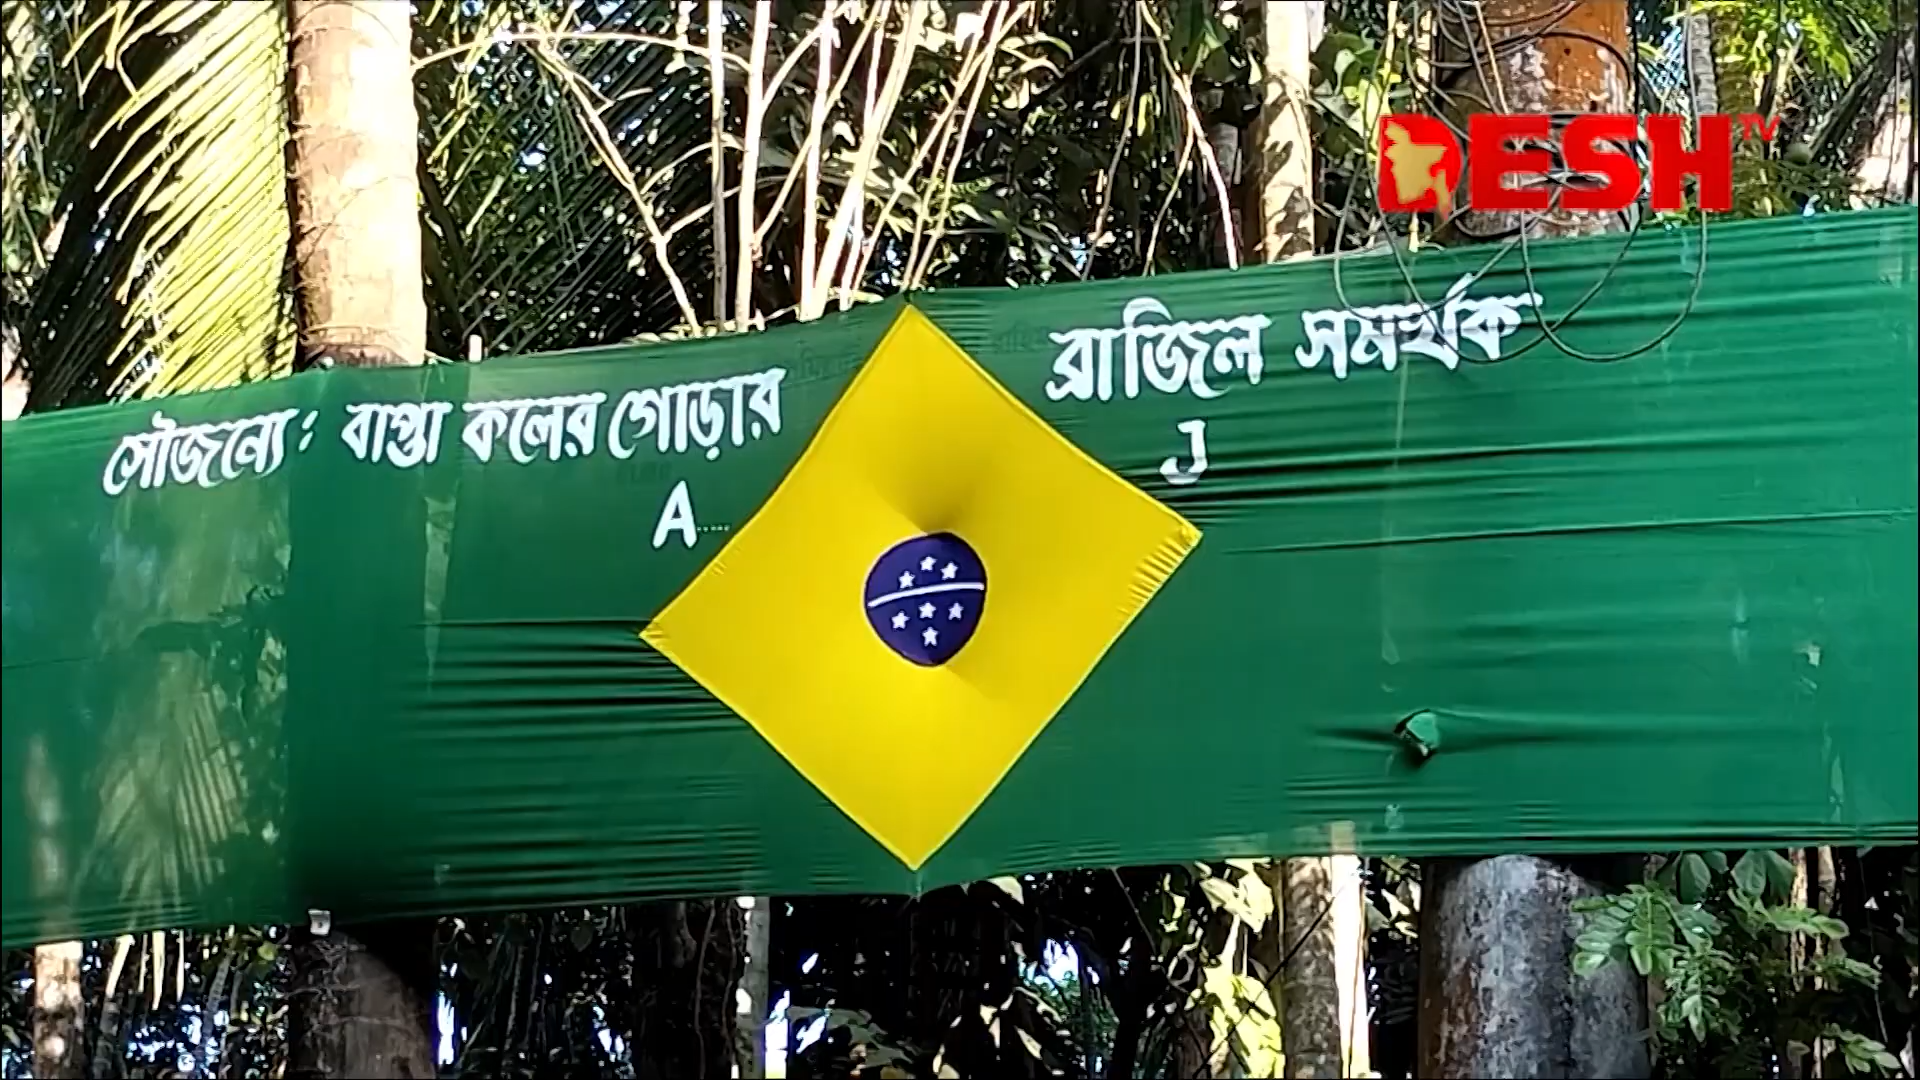 DESH TV
সৌজন্যে : বাপ্তা কলের গোড়ার ব্রাজিল সমর্থক
A..... J